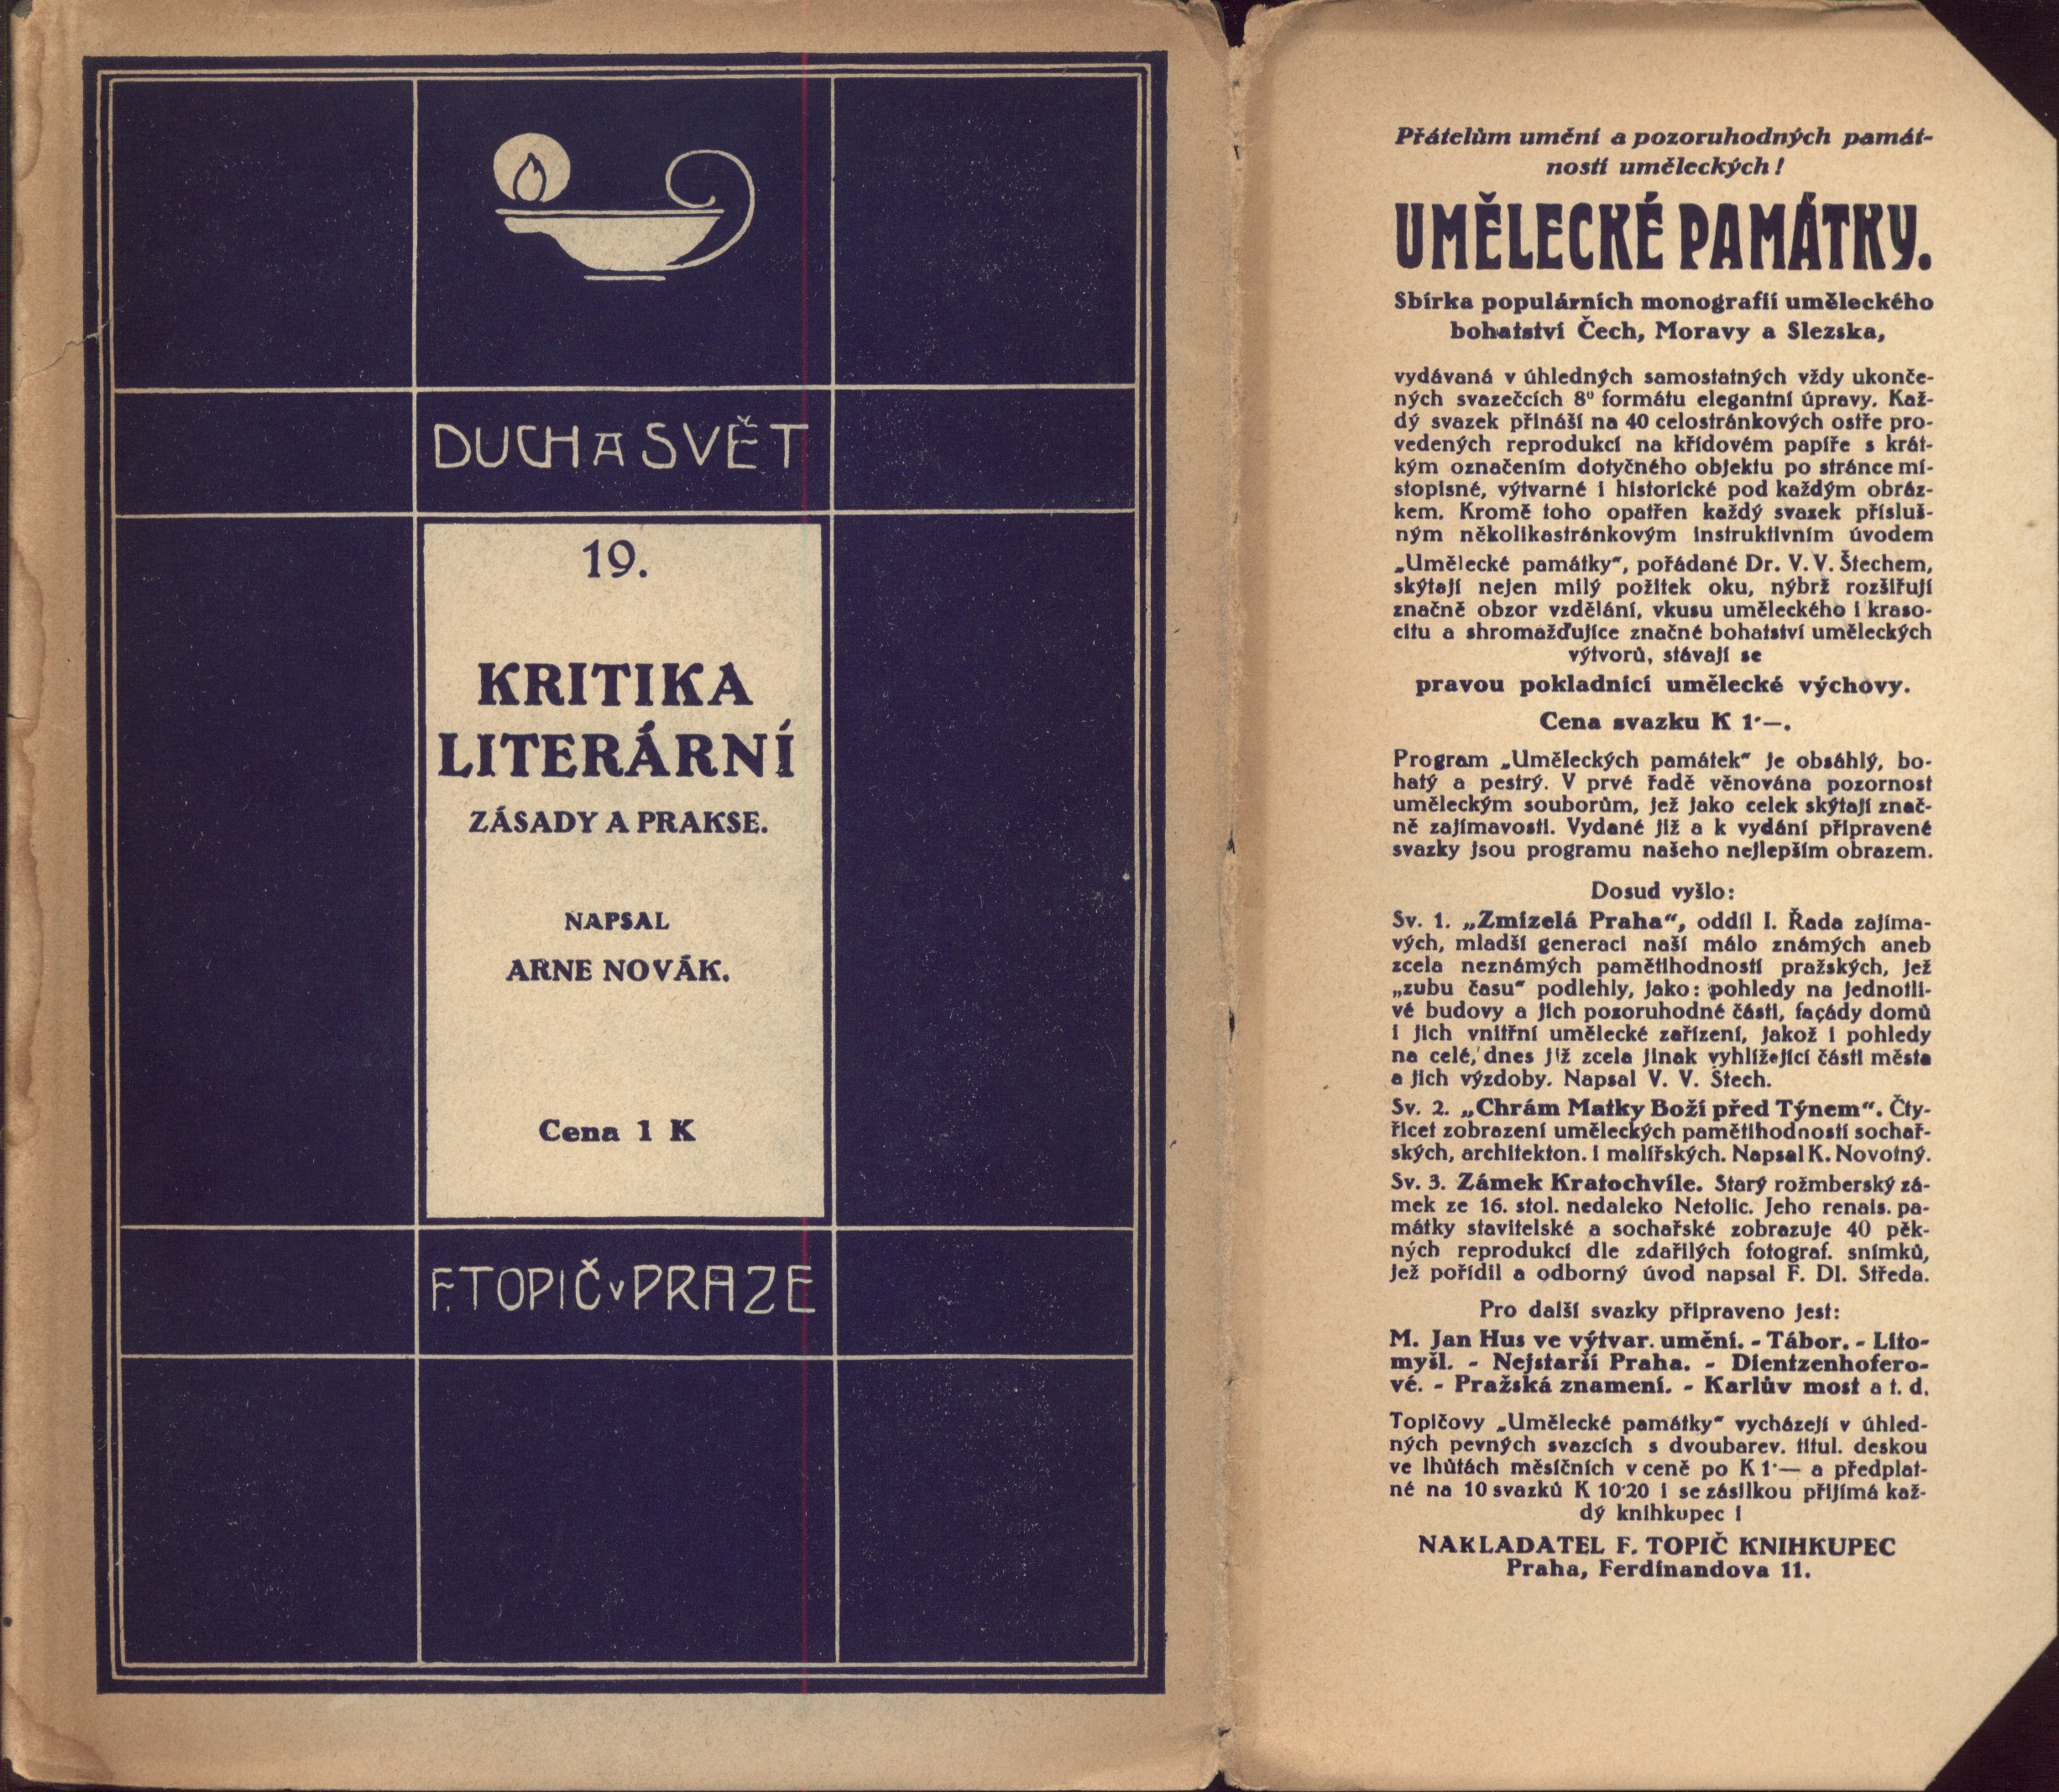 DUCH A SVĚT
19.
KRITIKA
LITERÁRNÍ
ZÁSADY A PRAKSE.
NAPSAL
ARNE NOVÁK.
Cena 1 K
F. TOPIČ v PRAZE
Přátelům umění a pozoruhodných památ-
ností uměleckých!
UMĚLECKÉ PAMÁTKY.
Sbírka populárních monografií uměleckého
bohatství Čech, Moravy a Slezska,
vydávaná v úhledných samostatných vždy ukonče-
ných svazečcích 8⁰ formátu elegantní úpravy. Kaž-
dý svazek přináší na 40 celostránkových ostře pro-
vedených reprodukcí na křídovém papíře s krát-
kým označením dotyčného objektu po stránce mí-
stopisné, výtvarné i historické pod každým obráz-
kem. Kromě toho opatřen každý svazek přísluš-
ným několikastránkovým instruktivním úvodem
„Umělecké památky“, pořádané Dr. V. V. Štechem,
skýtají nejen milý požitek oku, nýbrž rozšiřují
značně obzor vzdělání, vkusu uměleckého i kraso-
citu a shromažďujíce značné bohatství uměleckých
výtvorů, stávají se
pravou pokladnicí umělecké výchovy.
Cena svazku K 1·—.
Program „Uměleckých památek“ je obsáhlý, bo-
hatý a pestrý. V prvé řadě věnována pozornost
uměleckým souborům, jež jako celek skýtají znač-
ně zajímavosti. Vydané již a k vydání připravené
svazky jsou programu našeho nejlepším obrazem.
Dosud vyšlo:
Sv. 1. „Zmizelá Praha“, oddíl I. Řada zajíma-
vých, mladší generaci naší málo známých aneb
zcela neznámých pamětihodností pražských, jež
„zubu času“ podlehly, jako: pohledy na jednotli-
vé budovy a jich pozoruhodné části, façády domů
i jich vnitřní umělecké zařízení, jakož i pohledy
na celé, dnes již zcela jinak vyhlížející části města
a jich výzdoby. Napsal V. V. Štech.
Sv. 2. „Chrám Matky Boží před Týnem“. Čty-
řicet zobrazení uměleckých pamětihodností sochař-
ských, architekton. i malířských. Napsal K. Novotný.
Sv. 3. Zámek Kratochvíle. Starý rožmberský zá-
mek ze 16. stol. nedaleko Netolic. Jeho renais. pa-
mátky stavitelské a sochařské zobrazuje 40 pěk-
ných reprodukcí dle zdařilých fotograf. snímků,
jež pořídil a odborný úvod napsal F. Dl. Středa.
Pro další svazky připraveno jest:
M. Jan Hus ve výtvar. umění. - Tábor. - Lito-
myšl. - Nejstarší Praha. - Dientzenhofero-
vé. - Pražská znamení. - Karlův most a t. d.
Topičovy „Umělecké památky“ vycházejí v úhled-
ných pevných svazcích s dvoubarev. titul. deskou
ve lhůtách měsíčních v ceně po K 1·— a předplat-
né na 10 svazků K 10·20 i se zásilkou přijímá kaž-
dý knihkupec i
NAKLADATEL F. TOPIČ KNIHKUPEC
Praha, Ferdinandova 11.